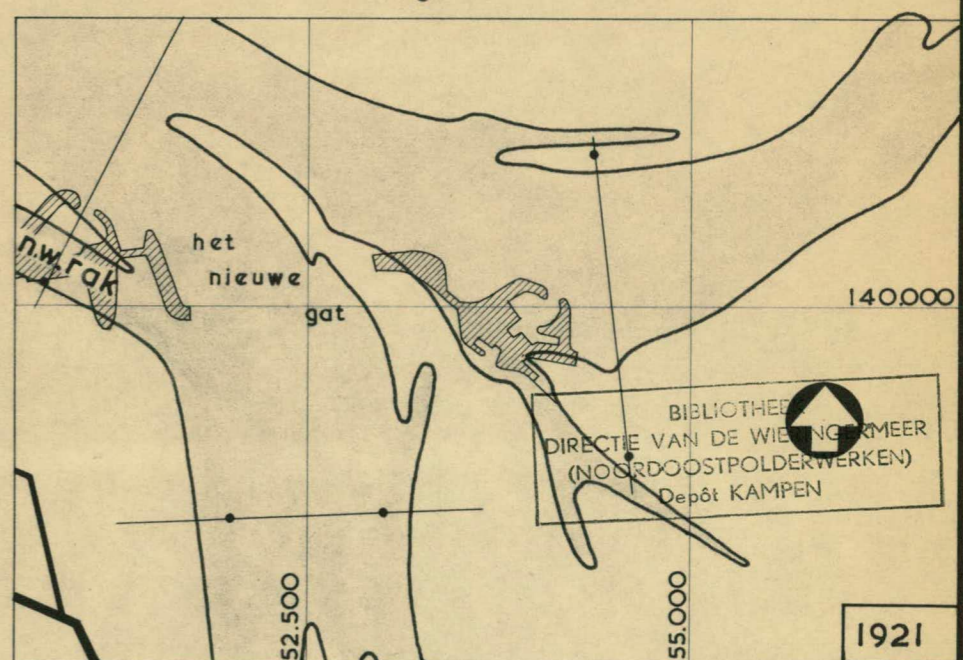 het
nieuwe
gat
n.w. rak
140.000
BIBLIOTHEEK
DIRECTIE VAN DE WIERINGERMEER
(NOORDOOSTPOLDERWERKEN)
Depôt KAMPEN
52.500
55.000
1921